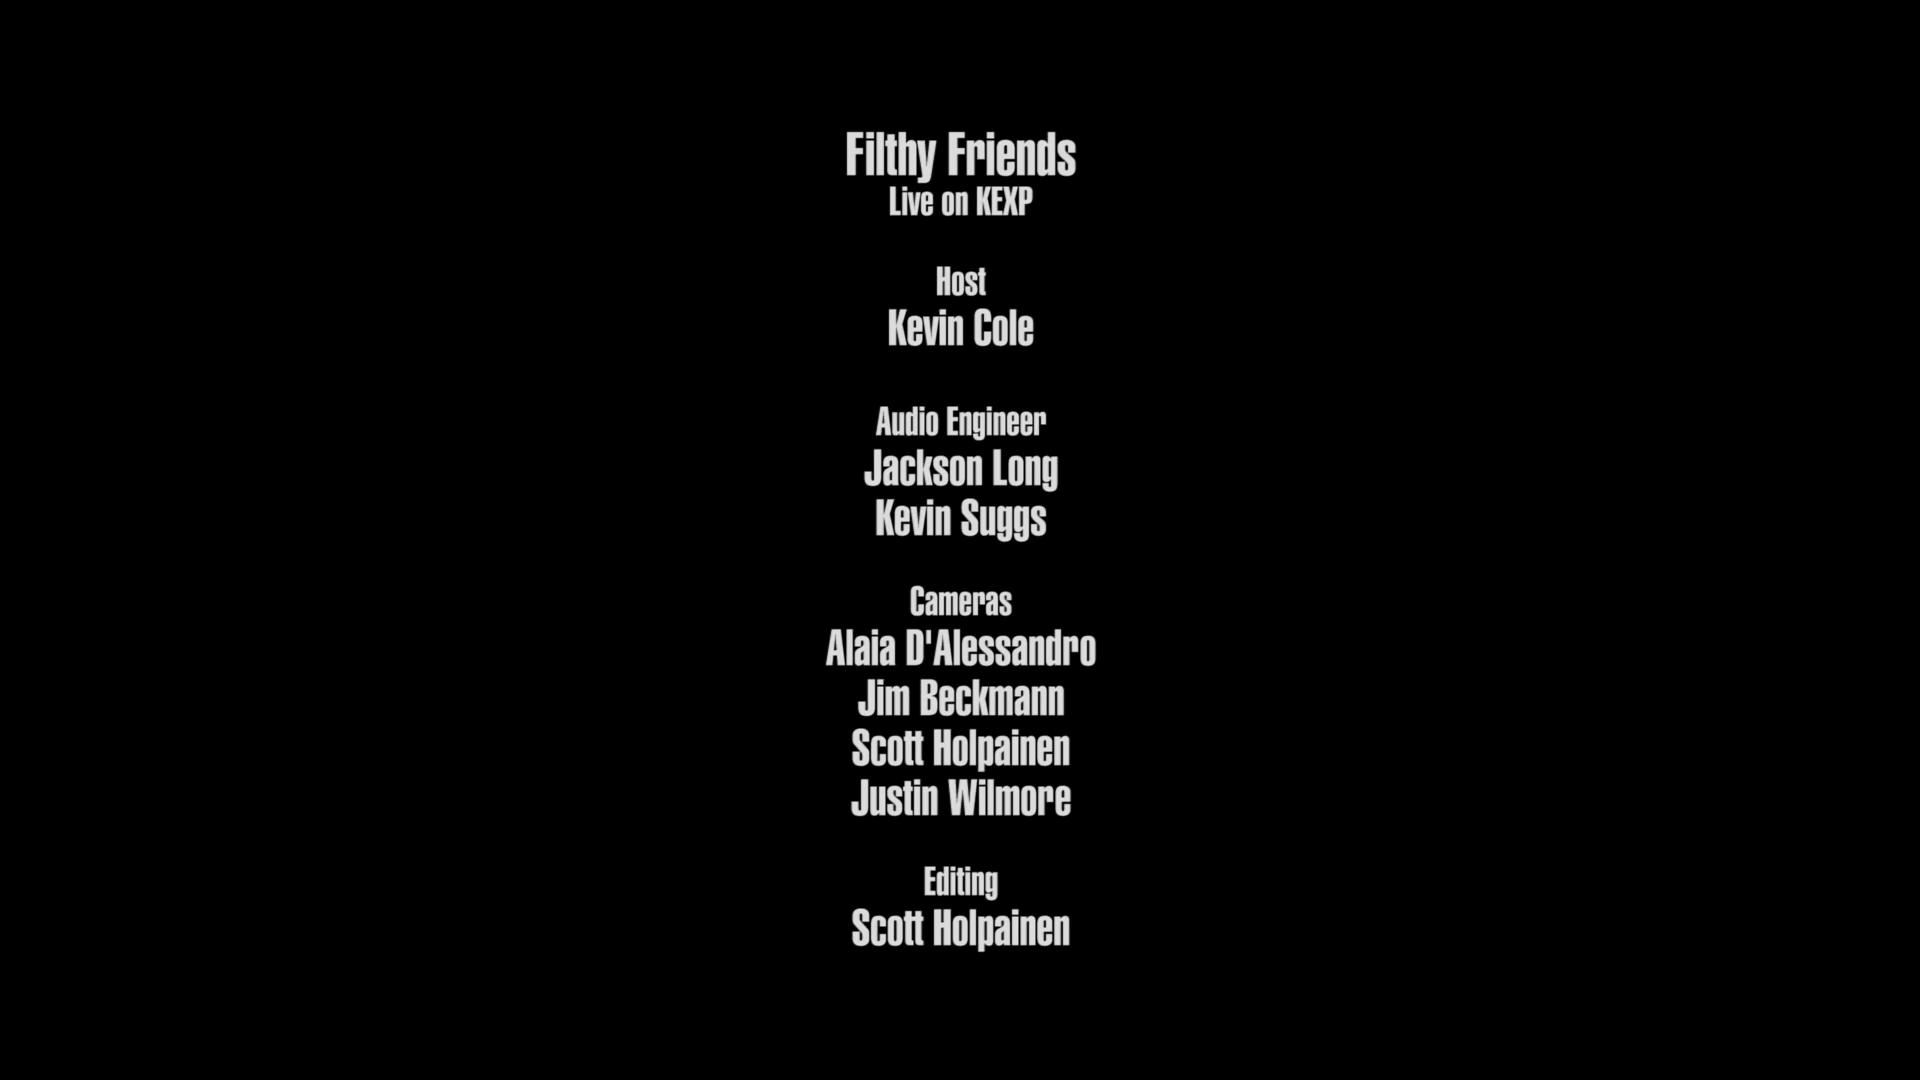 Filthy Friends
Live on KEXP
Host
Kevin Cole
Audio Engineer
Jackson Long
Kevin Suggs
Cameras
Alaia D'Alessandro
Jim Beckmann
Scott Holpainen
Justin Wilmore
Editing
Scott Holpainen